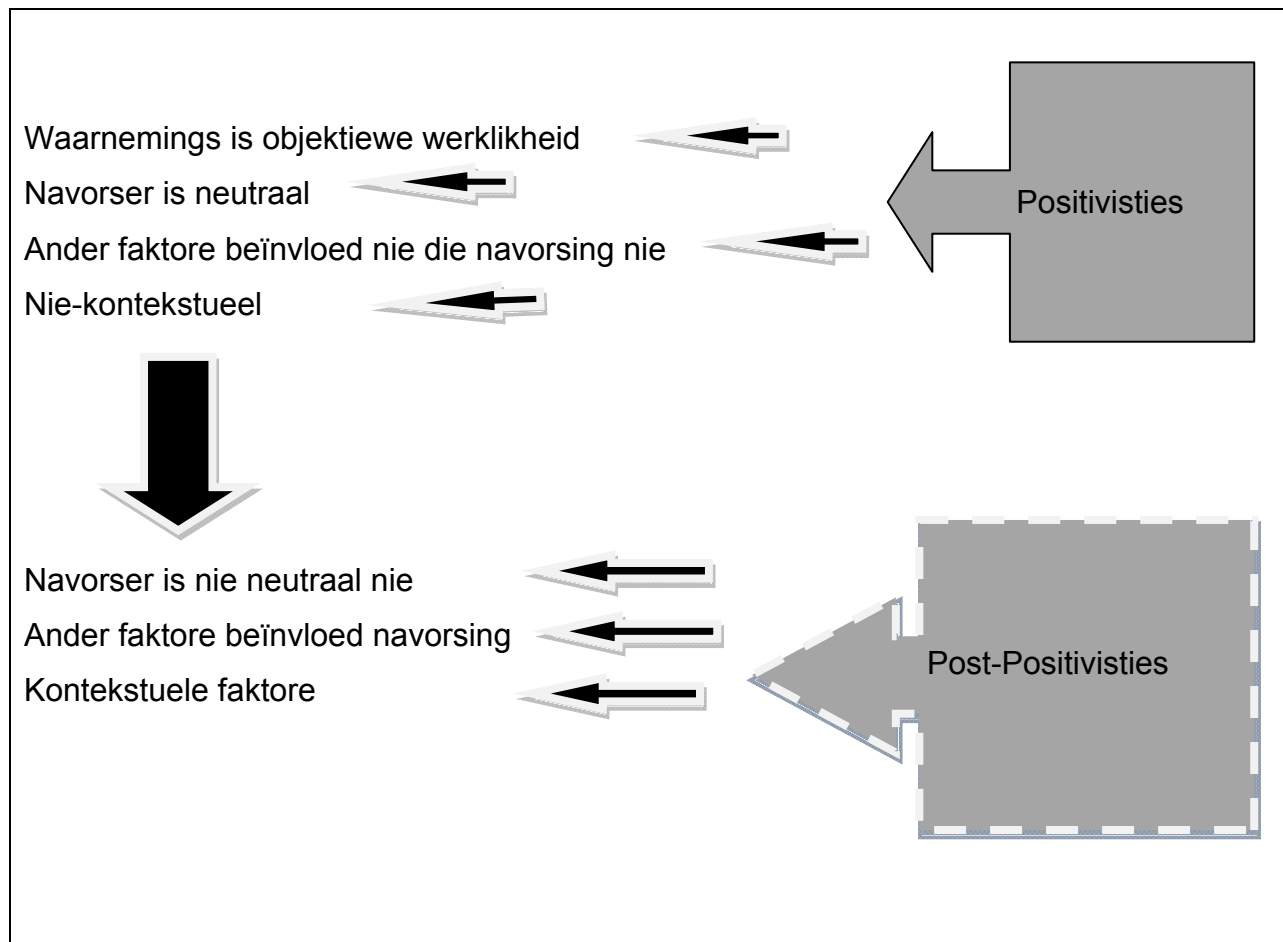 Waarnemings is objektiewe werklikheid
Navorser is neutraal
Positivisties
Ander faktore beïnvloed nie die navorsing nie
Nie-kontekstueel
Navorser is nie neutraal nie
Ander faktore beïnvloed navorsing
Post-Positivisties
Kontekstuele faktore